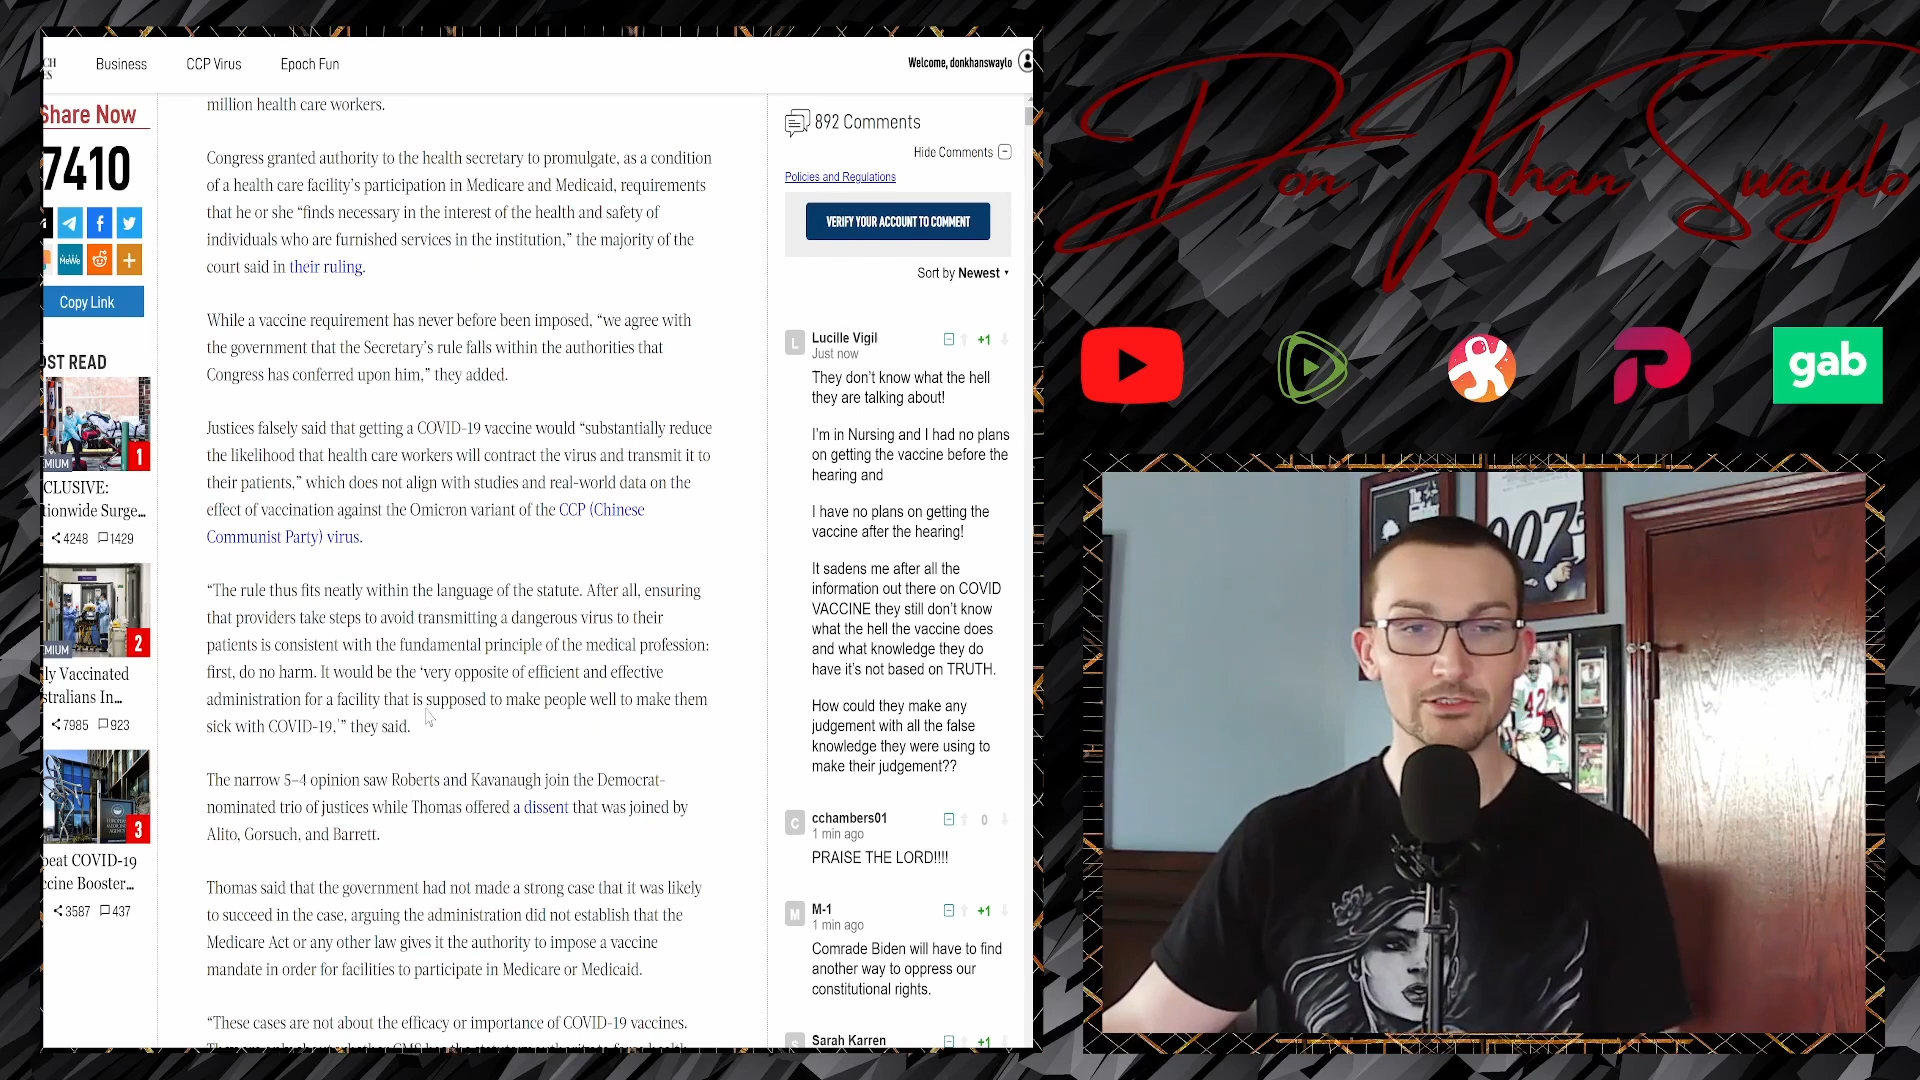 CH
ES
Business
CCP Virus
Epoch Fun
Welcome, donkhanswaylo
Share Now
7410
MeWe
Copy Link
OST READ
MIUM
1
CLUSIVE:
tionwide Surge...
4248 1429
MIUM
2
ly Vaccinated
stralians In...
7985 923
3
peat COVID-19
ccine Booster...
3587 437
million health care workers.
Congress granted authority to the health secretary to promulgate, as a condition
of a health care facility’s participation in Medicare and Medicaid, requirements
that he or she “finds necessary in the interest of the health and safety of
individuals who are furnished services in the institution,” the majority of the
court said in their ruling.
While a vaccine requirement has never before been imposed, “we agree with
the government that the Secretary’s rule falls within the authorities that
Congress has conferred upon him,” they added.
Justices falsely said that getting a COVID-19 vaccine would “substantially reduce
the likelihood that health care workers will contract the virus and transmit it to
their patients,” which does not align with studies and real-world data on the
effect of vaccination against the Omicron variant of the CCP (Chinese
Communist Party) virus.
“The rule thus fits neatly within the language of the statute. After all, ensuring
that providers take steps to avoid transmitting a dangerous virus to their
patients is consistent with the fundamental principle of the medical profession:
first, do no harm. It would be the ‘very opposite of efficient and effective
administration for a facility that is supposed to make people well to make them
sick with COVID-19,’” they said.
The narrow 5–4 opinion saw Roberts and Kavanaugh join the Democrat-
nominated trio of justices while Thomas offered a dissent that was joined by
Alito, Gorsuch, and Barrett.
Thomas said that the government had not made a strong case that it was likely
to succeed in the case, arguing the administration did not establish that the
Medicare Act or any other law gives it the authority to impose a vaccine
mandate in order for facilities to participate in Medicare or Medicaid.
“These cases are not about the efficacy or importance of COVID-19 vaccines.
892 Comments
Hide Comments
Policies and Regulations
VERIFY YOUR ACCOUNT TO COMMENT
Sort by Newest
L
Lucille Vigil
+1
Just now
They don’t know what the hell
they are talking about!
I’m in Nursing and I had no plans
on getting the vaccine before the
hearing and
I have no plans on getting the
vaccine after the hearing!
It sadens me after all the
information out there on COVID
VACCINE they still don’t know
what the hell the vaccine does
and what knowledge they do
have it’s not based on TRUTH.
How could they make any
judgement with all the false
knowledge they were using to
make their judgement??
C
cchambers01
0
1 min ago
PRAISE THE LORD!!!!
M
M-1
+1
1 min ago
Comrade Biden will have to find
another way to oppress our
constitutional rights.
Sarah Karren
+1
Don Khan Swaylo
gab
007
42